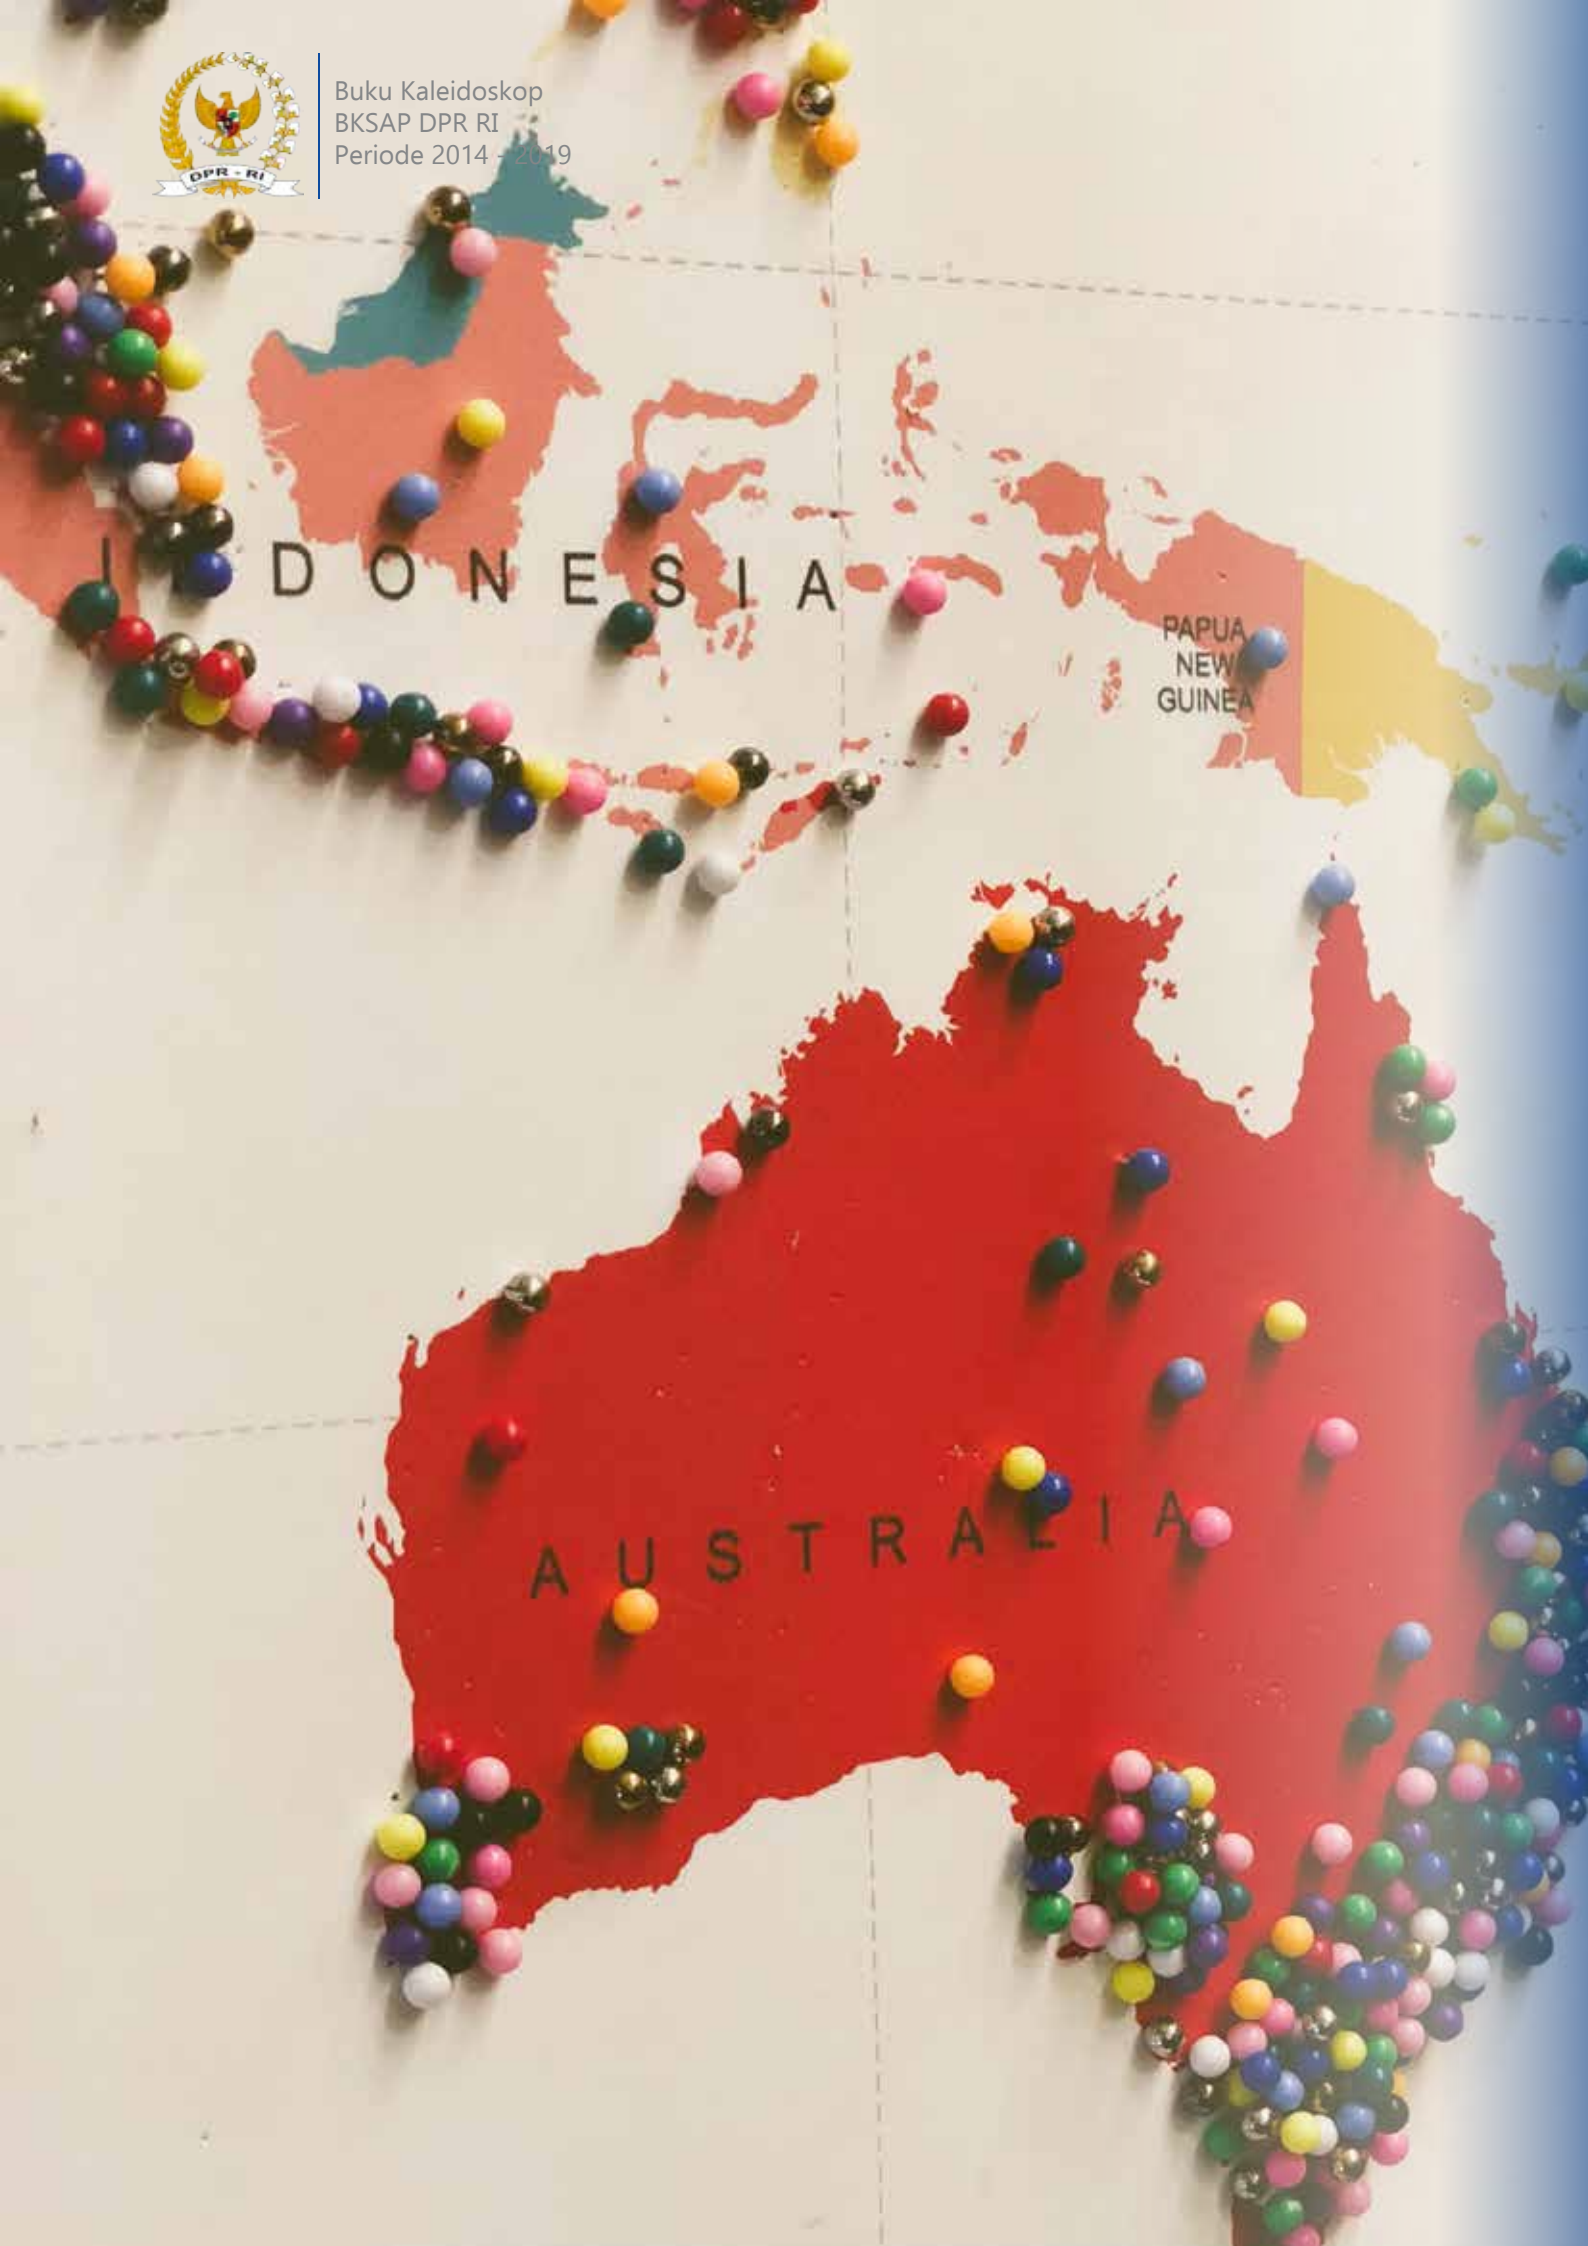 Buku Kaleidoskop
BKSAP DPR RI
Periode 2014 - 2019
DPR - RI
I DONESIA
PAPUA
NEW
GUINEA
AUSTRALIA